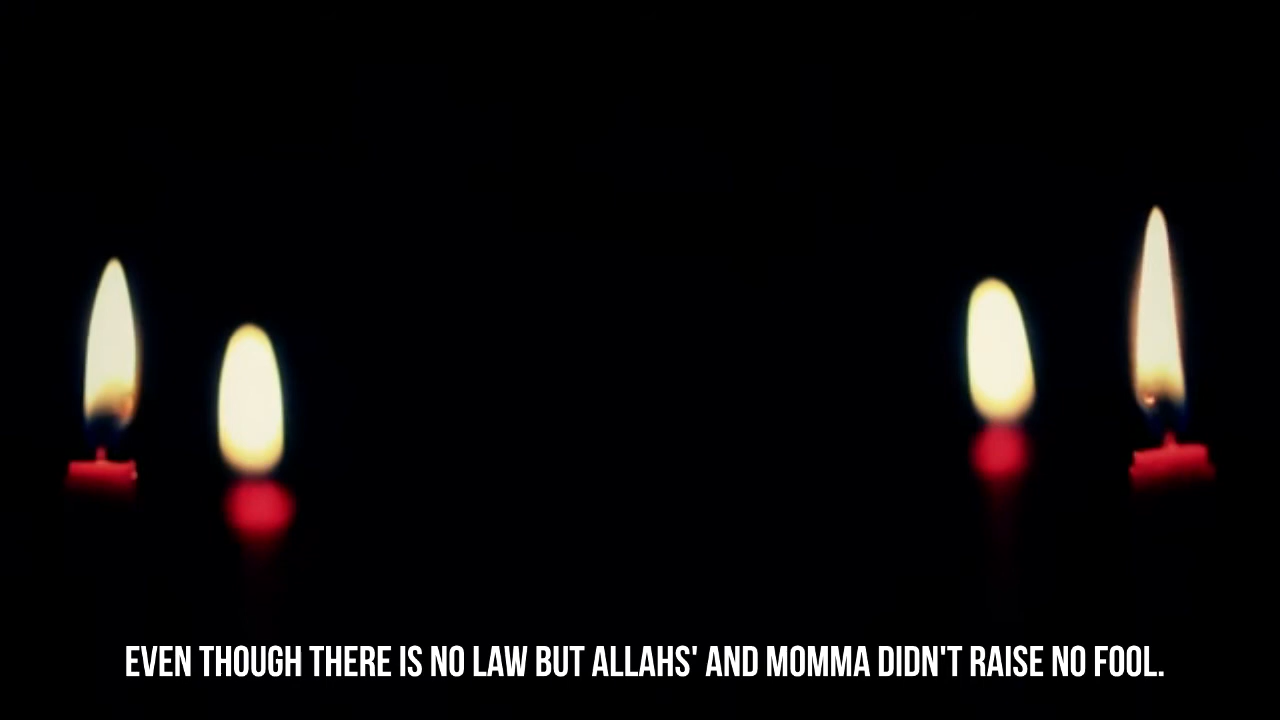 EVEN THOUGH THERE IS NO LAW BUT ALLAHS' AND MOMMA DIDN'T RAISE NO FOOL.